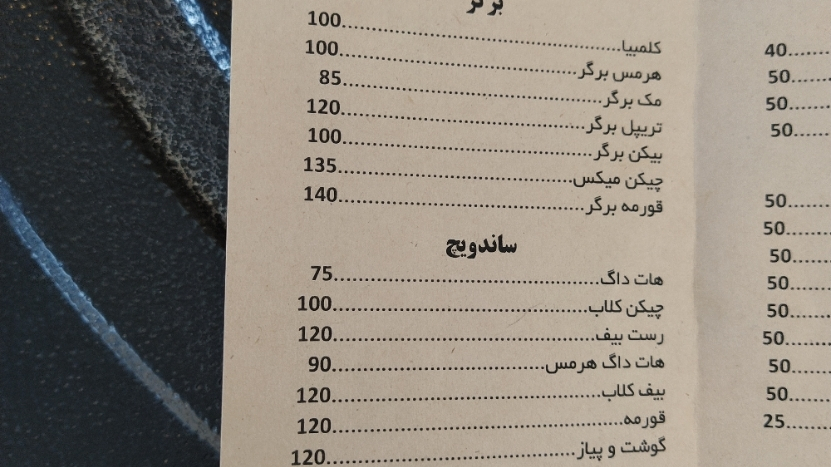 برگر
کلمبیا 100
هرمس برگر 100
مک برگر 85
تریپل برگر 120
بیکن برگر 100
چیکن میکس 135
قورمه برگر 140
ساندویچ
هات داگ 75
چیکن کلاب 100
رست بیف 120
هات داگ هرمس 90
بیف کلاب 120
قورمه 120
گوشت و پیاز 120
40
50
50
50
50
50
50
50
50
50
50
50
25